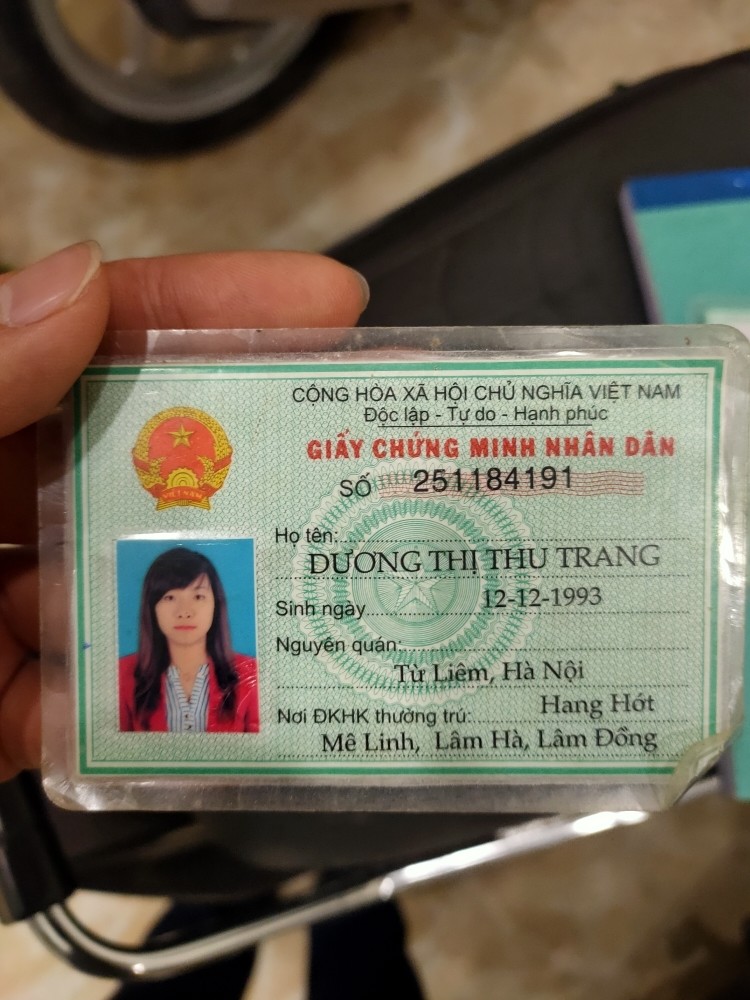 CỘNG HÒA XÃ HỘI CHỦ NGHĨA VIỆT NAM
Độc lập - Tự do - Hạnh phúc
GIẤY CHỨNG MINH NHÂN DÂN
SỐ 251184191
VIỆT NAM
Họ tên:
DƯƠNG THỊ THU TRANG
Sinh ngày 12-12-1993
Nguyên quán:
Từ Liêm, Hà Nội
Nơi ĐKHK thường trú: Hang Hớt
Mê Linh, Lâm Hà, Lâm Đồng